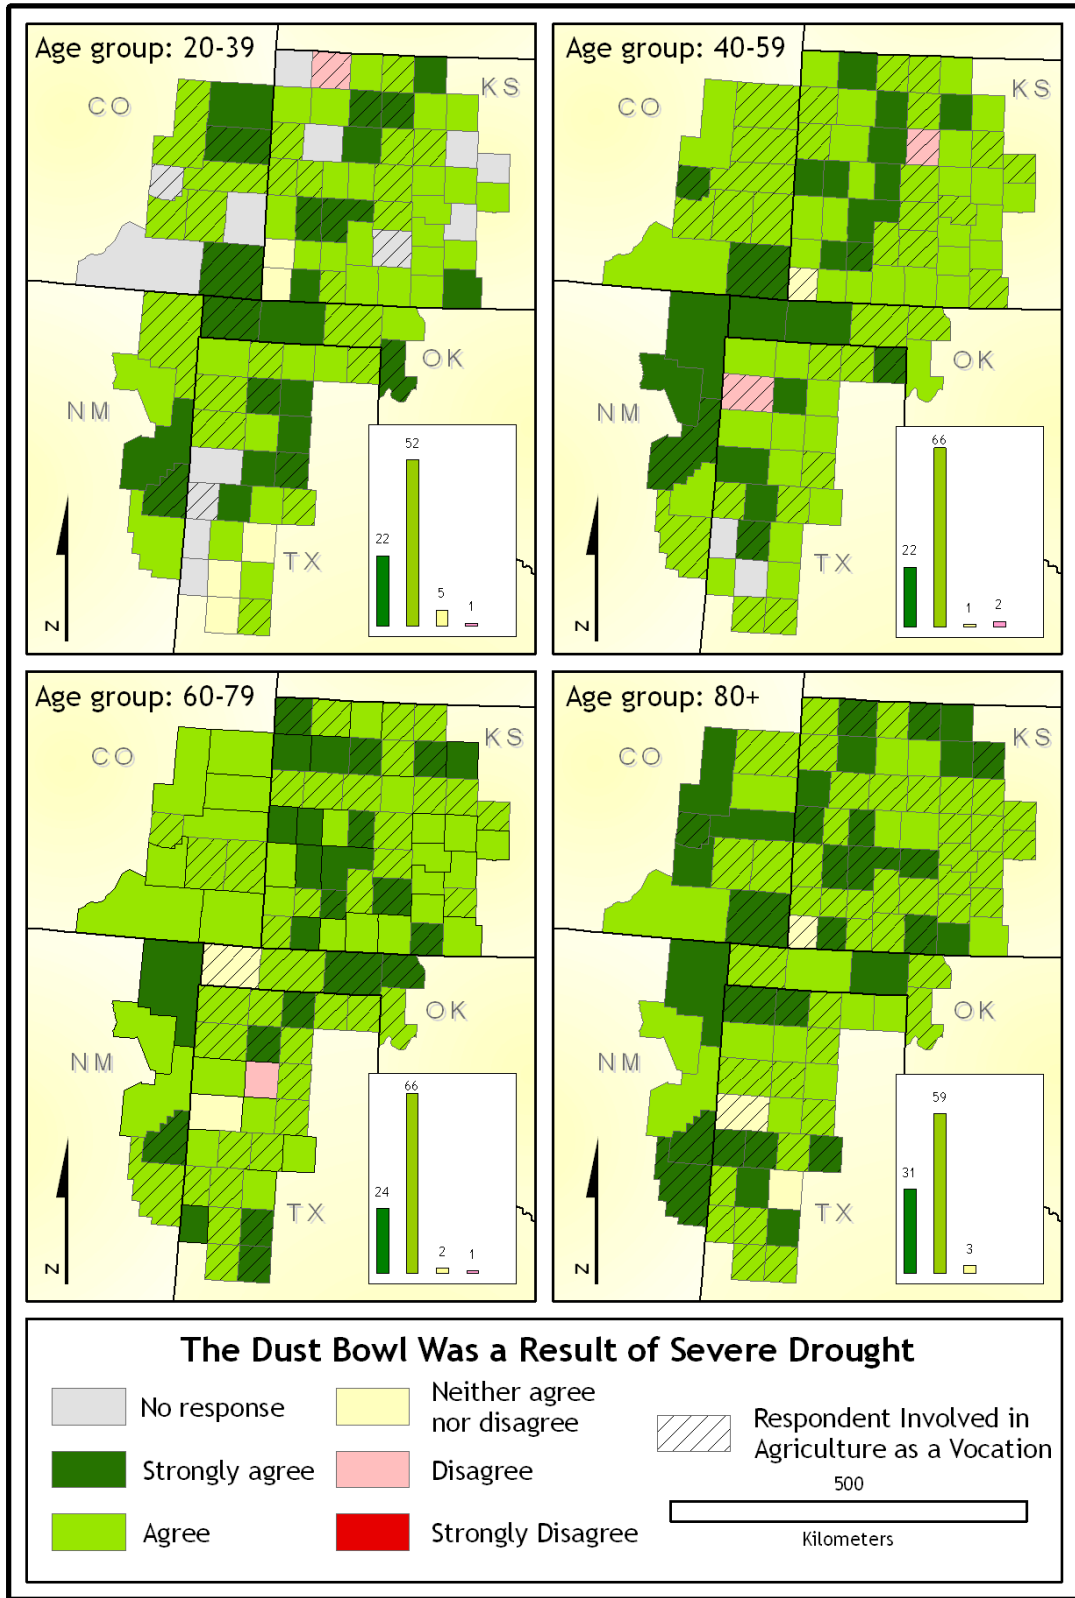 Age group: 20-39
CO
KS
NM
OK
TX
N
22
52
5
1
Age group: 40-59
CO
KS
NM
OK
TX
N
22
66
1
2
Age group: 60-79
CO
KS
NM
OK
TX
N
24
66
2
1
Age group: 80+
CO
KS
NM
OK
TX
N
31
59
3
The Dust Bowl Was a Result of Severe Drought
No response
Strongly agree
Agree
Neither agree
nor disagree
Disagree
Strongly Disagree
Respondent Involved in
Agriculture as a Vocation
500
Kilometers